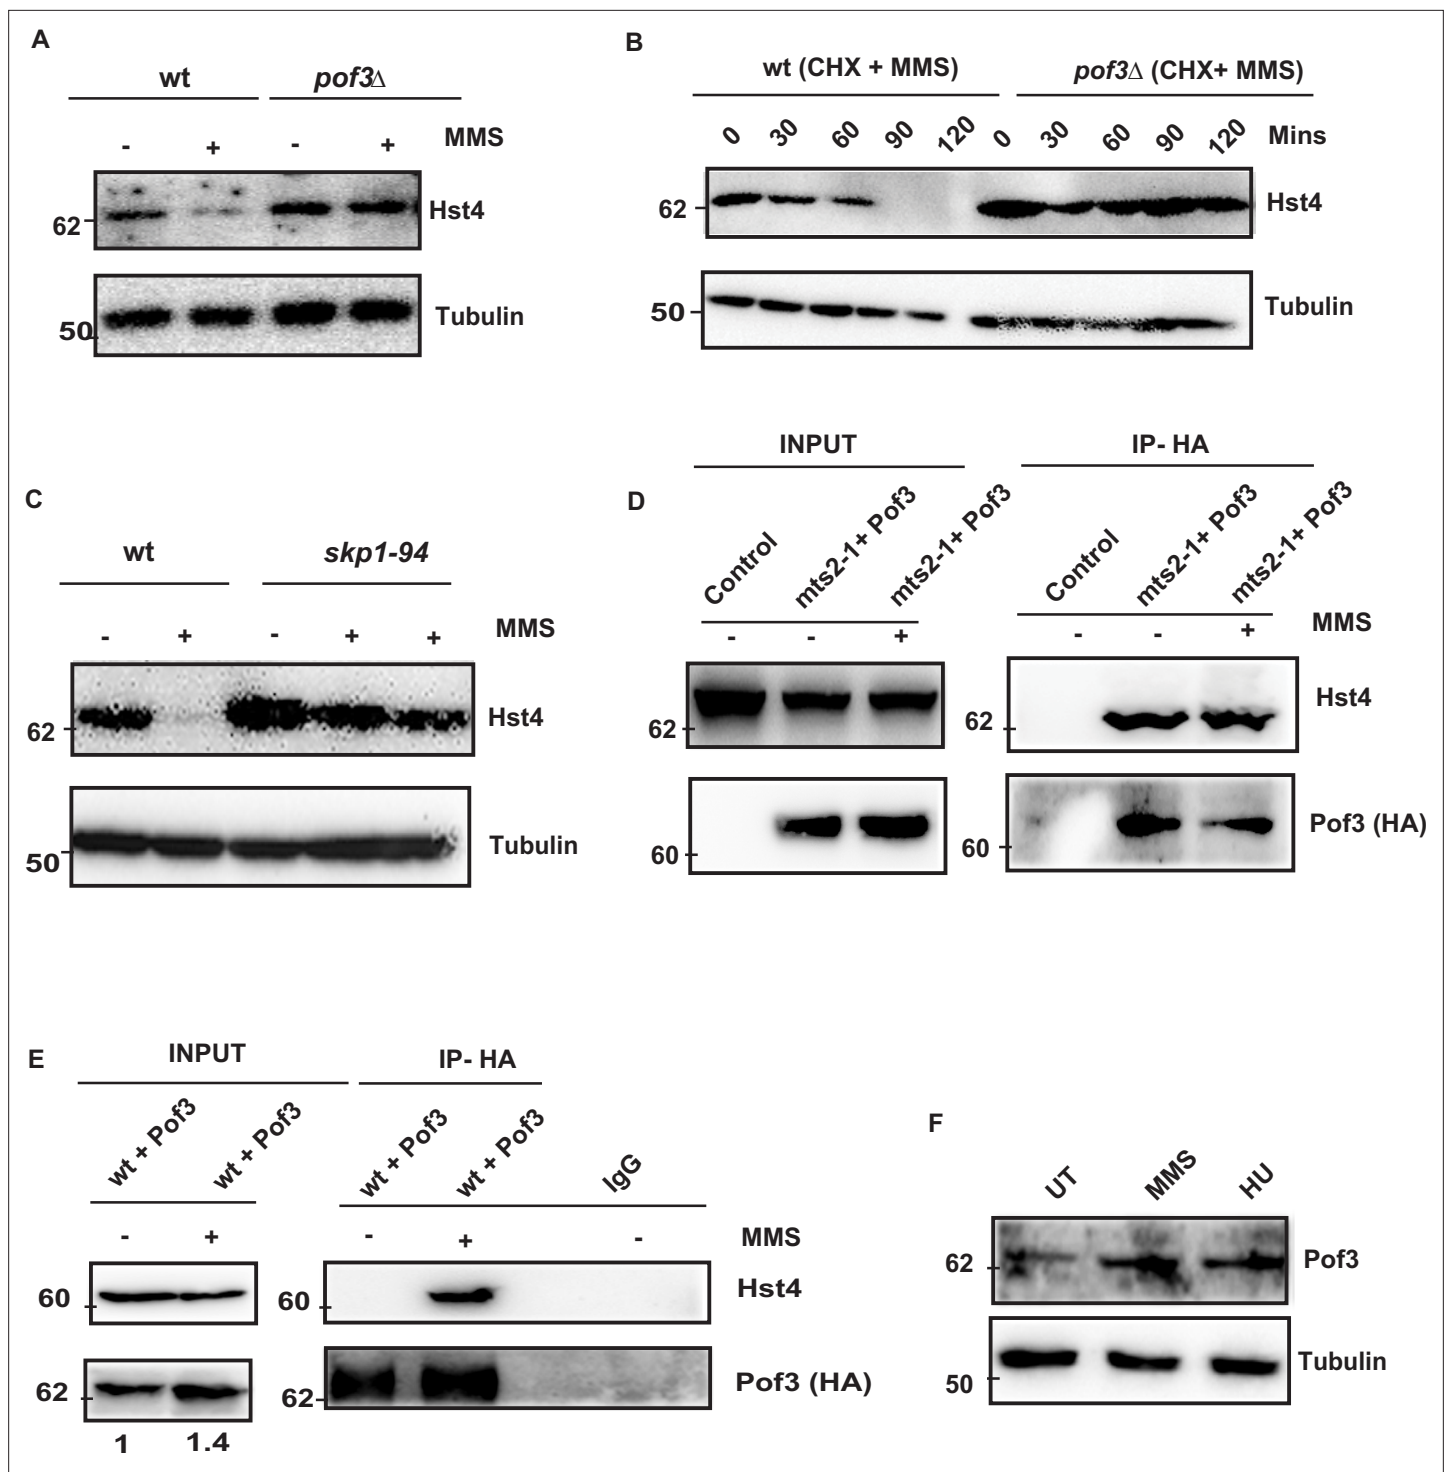 A
wt pof3Δ
- + - + MMS
62 Hst4
50 Tubulin
B
wt (CHX + MMS) pof3Δ (CHX+ MMS)
0 30 60 90 120 0 30 60 90 120 Mins
62 Hst4
50 Tubulin
C
wt skp1-94
- + - + + MMS
62 Hst4
50 Tubulin
D
INPUT IP- HA
Control mts2-1+ Pof3 mts2-1+ Pof3 Control mts2-1+ Pof3 mts2-1+ Pof3
- - + - - + MMS
62 62 Hst4
60 60 Pof3 (HA)
E
INPUT IP- HA
wt + Pof3 wt + Pof3 wt + Pof3 wt + Pof3 IgG
- + - + - MMS
60 60 Hst4
62 62 Pof3 (HA)
1 1.4
F
UT MMS HU
62 Pof3
50 Tubulin